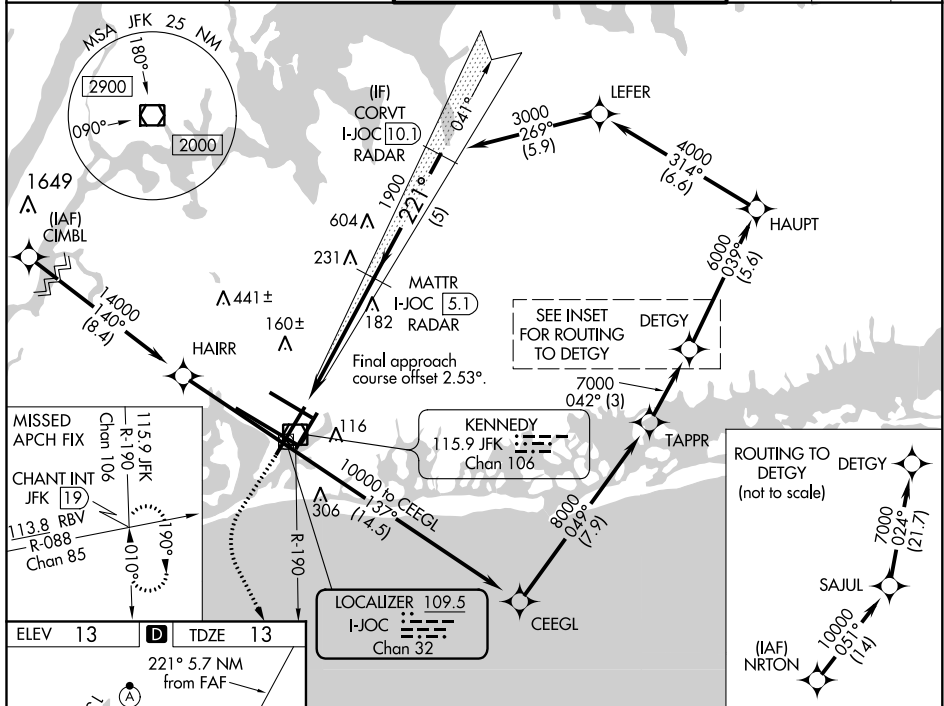 MSA JFK 25 NM
180°
2900
090°
2000
1649
(IAF)
CIMBL
14000
140°
(8.4)
HAIRR
441±
160±
(IF)
CORVT
I-JOC 10.1
RADAR
041°
1900
221°
(5)
604
231
182
MATTR
I-JOC 5.1
RADAR
Final approach
course offset 2.53°.
LEFER
3000
269°
(5.9)
4000
314°
(6.6)
HAUPT
6000
039°
(5.6)
SEE INSET
FOR ROUTING
TO DETGY
DETGY
7000
042° (3)
TAPPR
8000
049°
(7.9)
CEEGL
10000 to CEEGL
137°
(14.5)
116
306
R-190
KENNEDY
115.9 JFK
Chan 106
LOCALIZER 109.5
I-JOC
Chan 32
MISSED
APCH FIX
115.9 JFK
R-190
Chan 106
CHANT INT
JFK 19
113.8 RBV
R-088
Chan 85
190°
010°
ROUTING TO
DETGY
(not to scale)
DETGY
7000
024°
(21.7)
SAJUL
10000
051°
(14)
(IAF)
NRTON
ELEV 13
D
TDZE 13
221° 5.7 NM
from FAF
A